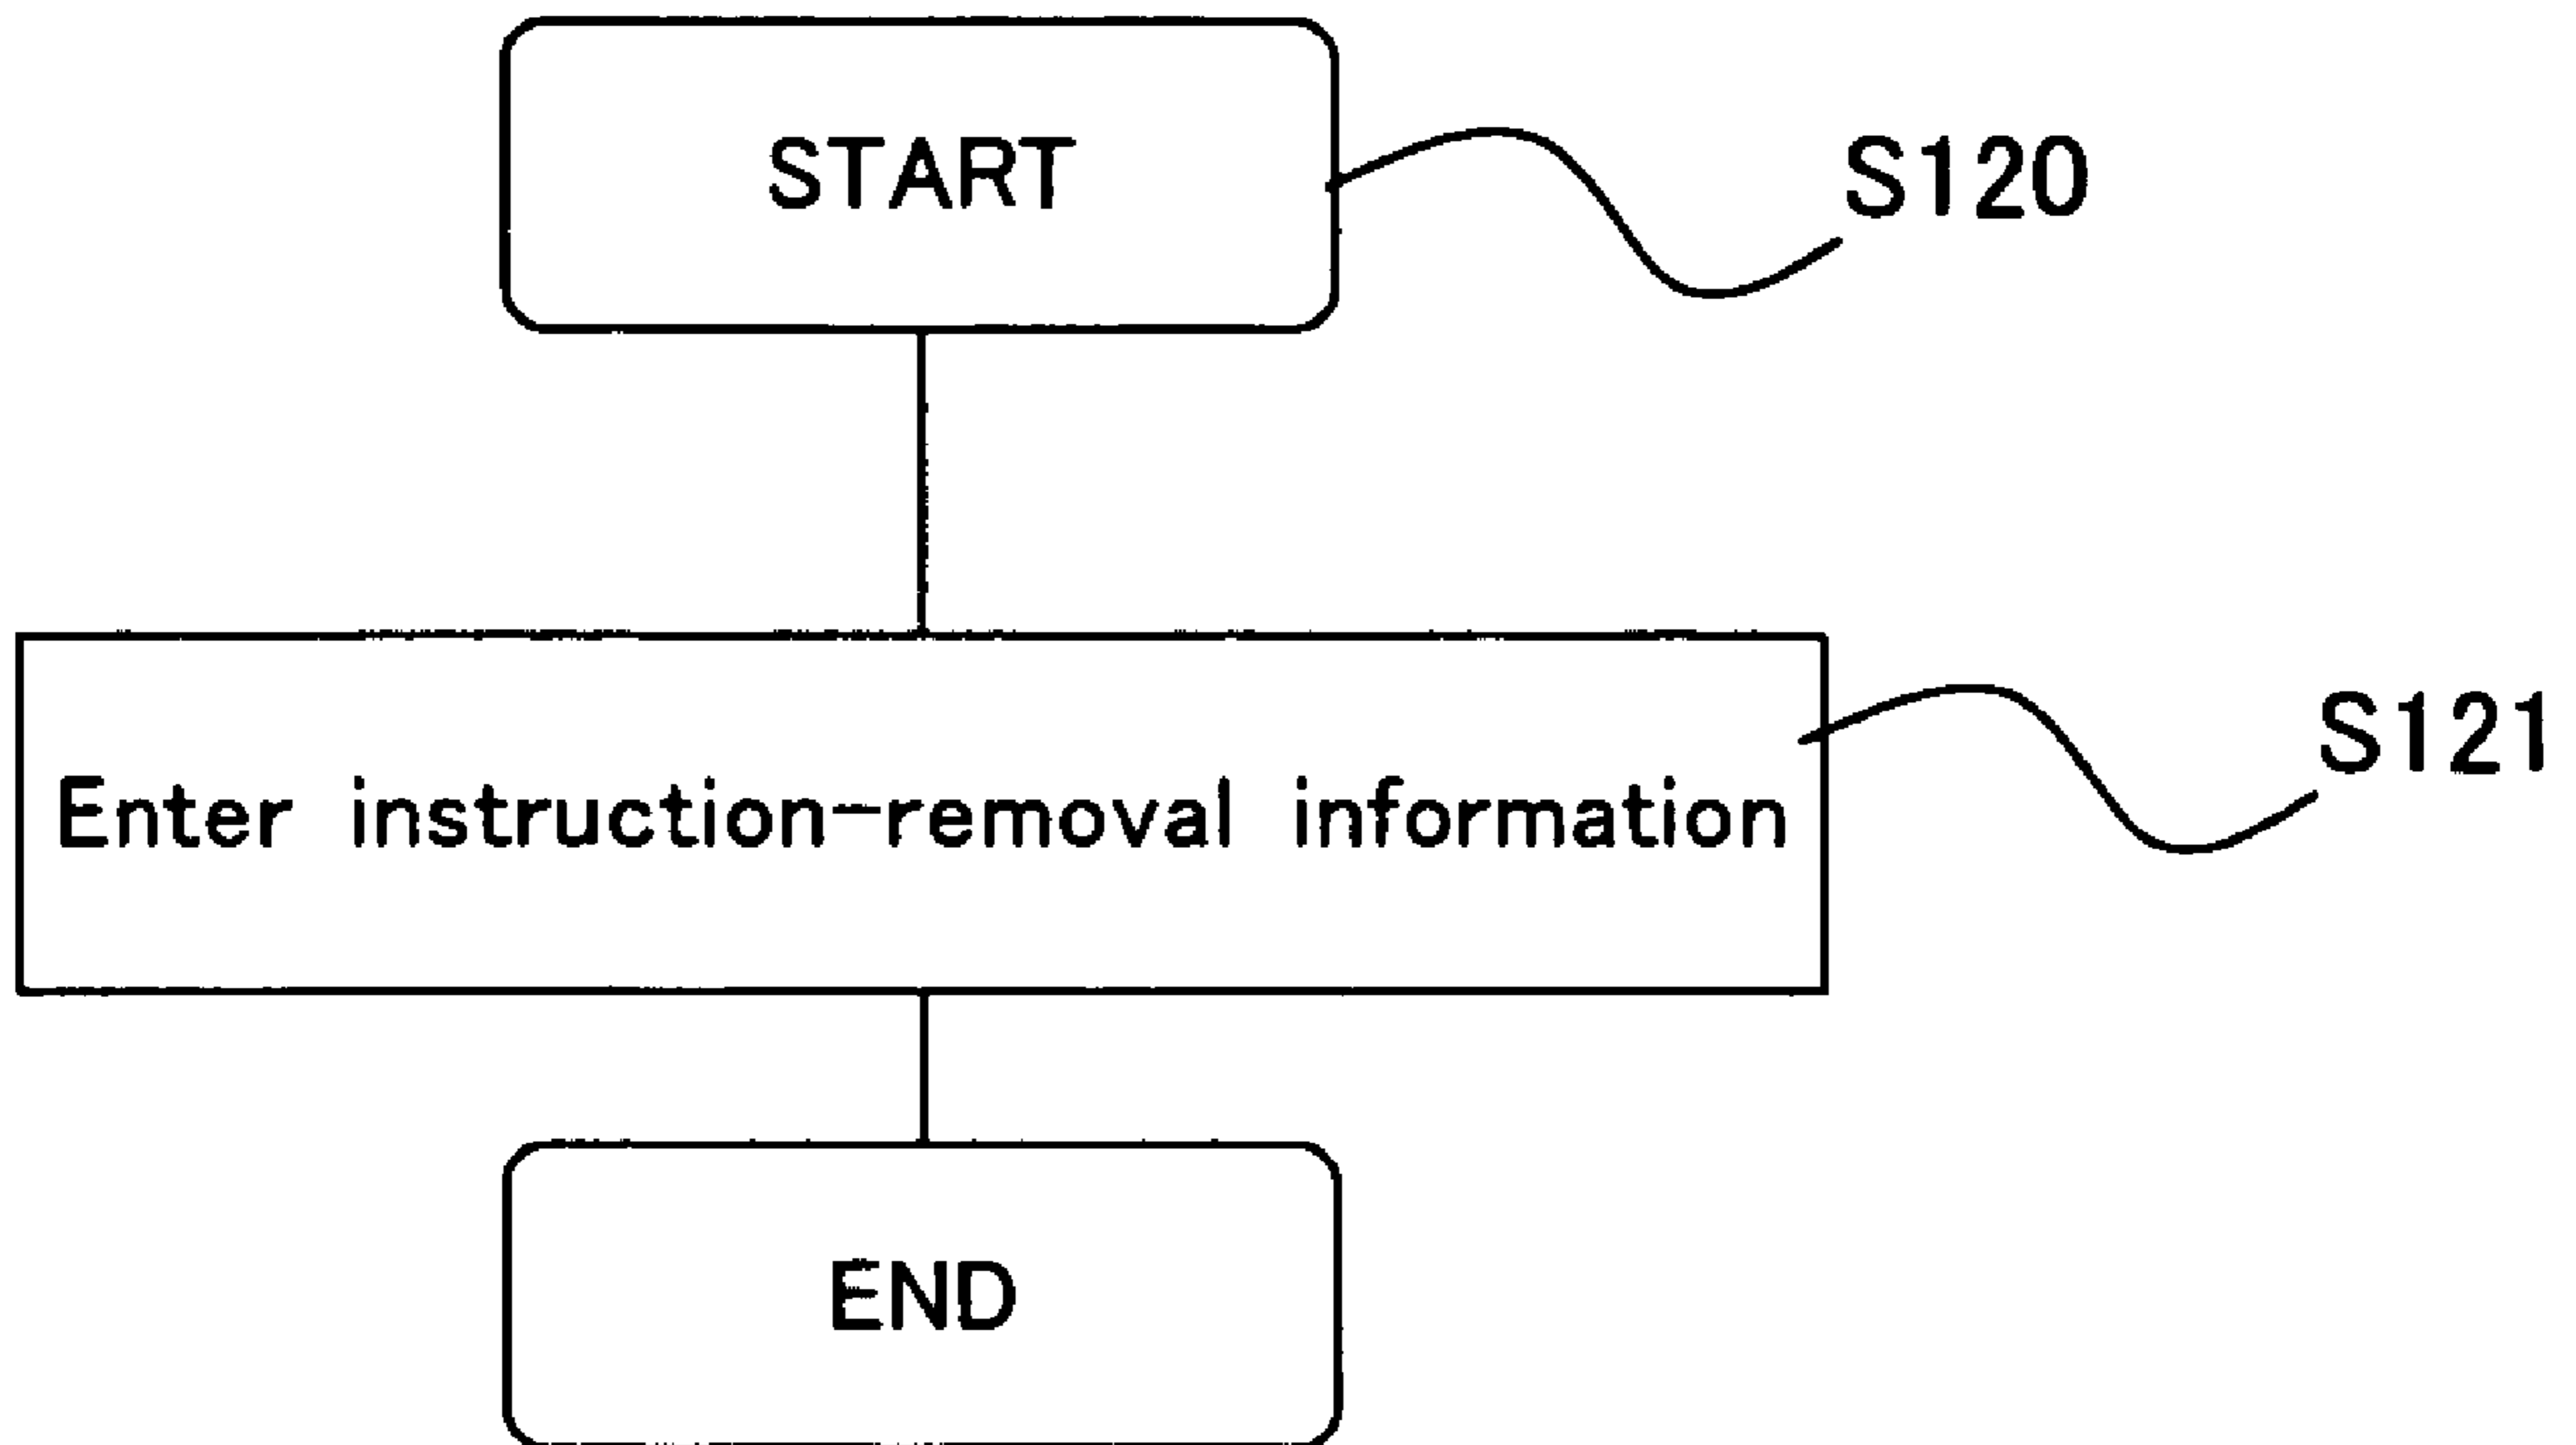 START
S120
Enter instruction-removal information
S121
END